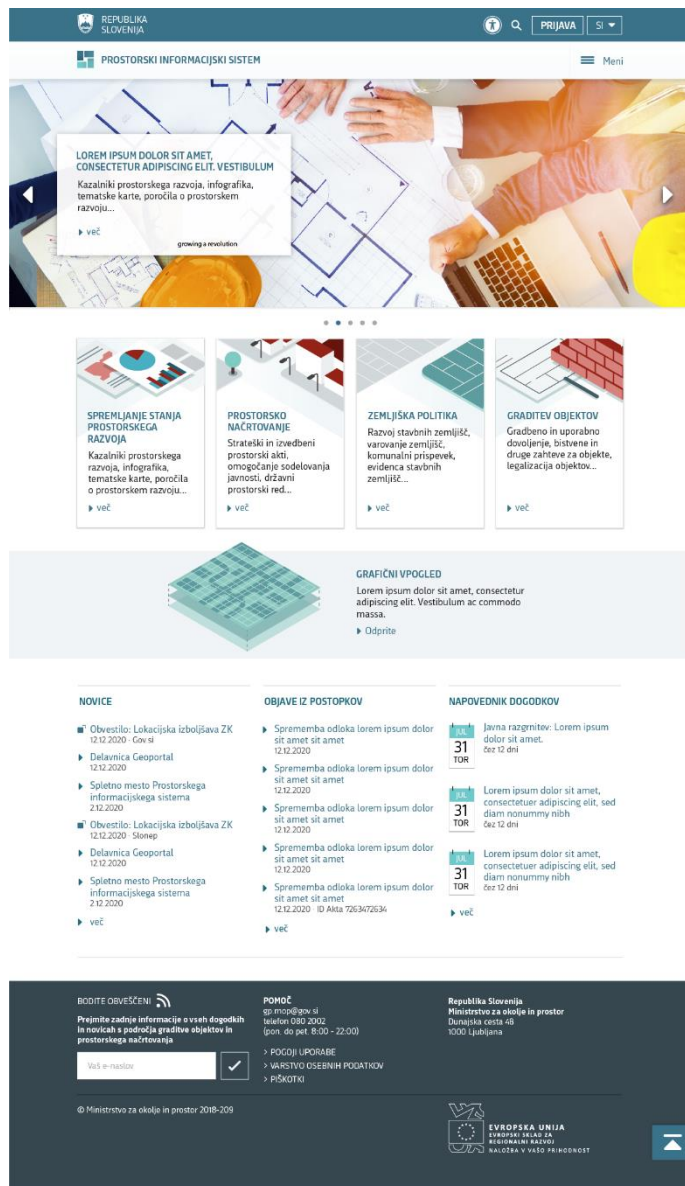 REPUBLIKA
SLOVENIJA
PRIJAVA
SI
PROSTORSKI INFORMACIJSKI SISTEM
Meni
LOREM IPSUM DOLOR SIT AMET,
CONSECTETUR ADIPISCING ELIT. VESTIBULUM
Kazalniki prostorskega razvoja, infografika,
tematske karte, poročila o prostorskem
razvoju...
več
growing a revolution
SPREMLJANJE STANJA
PROSTORSKEGA
RAZVOJA
Kazalniki prostorskega
razvoja, infografika,
tematske karte, poročila
o prostorskem razvoju...
več
PROSTORSKO
NAČRTOVANJE
Strateški in izvedbeni
prostorski akti,
omogočanje sodelovanja
javnosti, državni
prostorski red...
več
ZEMLJIŠKA POLITIKA
Razvoj stavbnih zemljišč,
varovanje zemljišč,
komunalni prispevek,
evidenca stavbnih
zemljišč...
več
GRADITEV OBJEKTOV
Gradbeno in uporabno
dovoljenje, bistvene in
druge zahteve za objekte,
legalizacija objektov...
več
GRAFIČNI VPOGLED
Lorem ipsum dolor sit amet, consectetur
adipiscing elit. Vestibulum ac commodo
massa.
Odprite
NOVICE
Obvestilo: Lokacijska izboljšava ZK
12.12.2020 · Gov si
Delavnica Geoportal
12.12.2020
Spletno mesto Prostorskega
informacijskega sistema
2.12.2020
Obvestilo: Lokacijska izboljšava ZK
12.12.2020 · Slonep
Delavnica Geoportal
12.12.2020
Spletno mesto Prostorskega
informacijskega sistema
2.12.2020
več
OBJAVE IZ POSTOPKOV
Sprememba odloka lorem ipsum dolor
sit amet sit amet
12.12.2020
Sprememba odloka lorem ipsum dolor
sit amet sit amet
12.12.2020
Sprememba odloka lorem ipsum dolor
sit amet sit amet
12.12.2020
Sprememba odloka lorem ipsum dolor
sit amet sit amet
12.12.2020
Sprememba odloka lorem ipsum dolor
sit amet sit amet
12.12.2020 · ID Akta 7263472634
več
NAPOVEDNIK DOGODKOV
JUL
31
TOR
Javna razgrnitev: Lorem ipsum
dolor sit amet.
čez 12 dni
JUL
31
TOR
Lorem ipsum dolor sit amet,
consectetuer adipiscing elit, sed
diam nonummy nibh
čez 12 dni
JUL
31
TOR
Lorem ipsum dolor sit amet,
consectetuer adipiscing elit, sed
diam nonummy nibh
čez 12 dni
več
BODITE OBVEŠČENI
Prejmite zadnje informacije o vseh dogodkih
in novicah s področja graditve objektov in
prostorskega načrtovanja
Vaš e-naslov
POMOČ
gp.mop@gov.si
telefon 080 2002
(pon. do pet. 8:00 - 22:00)
> POGOJI UPORABE
> VARSTVO OSEBNIH PODATKOV
> PIŠKOTKI
Republika Slovenija
Ministrstvo za okolje in prostor
Dunajska cesta 48
1000 Ljubljana
© Ministrstvo za okolje in prostor 2018-209
EVROPSKA UNIJA
EVROPSKI SKLAD ZA
REGIONALNI RAZVOJ
NALOŽBA V VAŠO PRIHODNOST